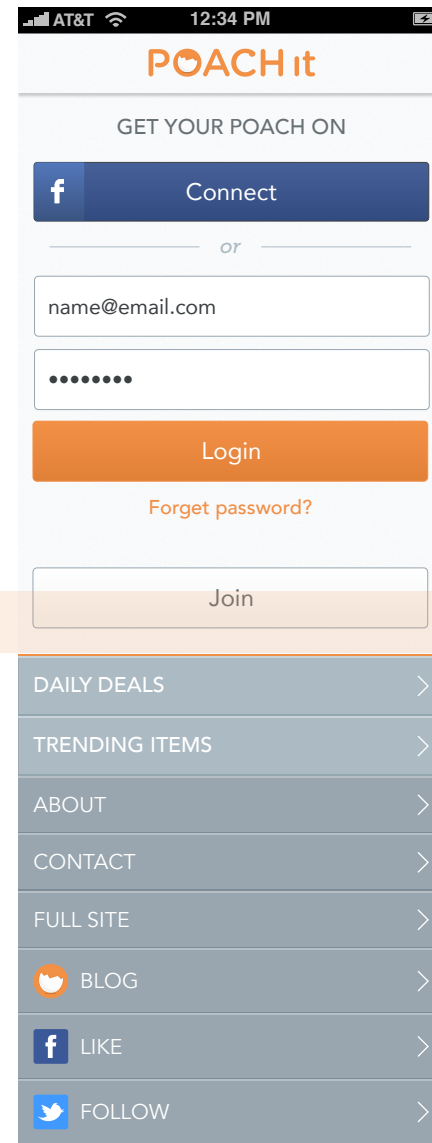 AT&T 12:34 PM
POACH it
GET YOUR POACH ON
f Connect
or
name@email.com
••••••••
Login
Forget password?
Join
DAILY DEALS
TRENDING ITEMS
ABOUT
CONTACT
FULL SITE
BLOG
f LIKE
FOLLOW